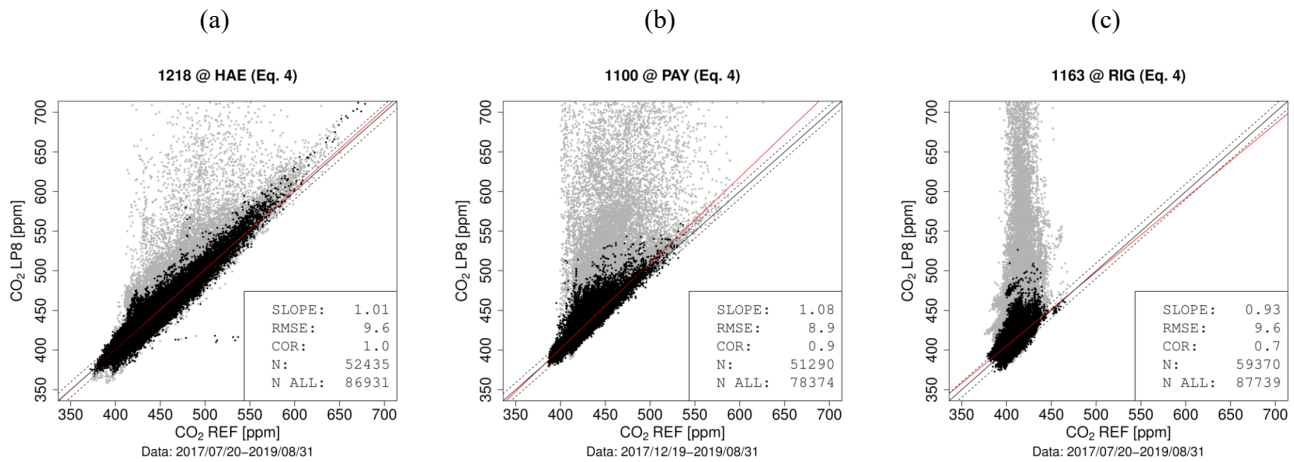 (a)
1218 @ HAE (Eq. 4)
CO2 LP8 [ppm]
700
650
600
550
500
450
400
350
SLOPE: 1.01
RMSE: 9.6
COR: 1.0
N: 52435
N ALL: 86931
350 400 450 500 550 600 650 700
CO2 REF [ppm]
Data: 2017/07/20–2019/08/31
(b)
1100 @ PAY (Eq. 4)
CO2 LP8 [ppm]
700
650
600
550
500
450
400
350
SLOPE: 1.08
RMSE: 8.9
COR: 0.9
N: 51290
N ALL: 78374
350 400 450 500 550 600 650 700
CO2 REF [ppm]
Data: 2017/12/19–2019/08/31
(c)
1163 @ RIG (Eq. 4)
CO2 LP8 [ppm]
700
650
600
550
500
450
400
350
SLOPE: 0.93
RMSE: 9.6
COR: 0.7
N: 59370
N ALL: 87739
350 400 450 500 550 600 650 700
CO2 REF [ppm]
Data: 2017/07/20–2019/08/31